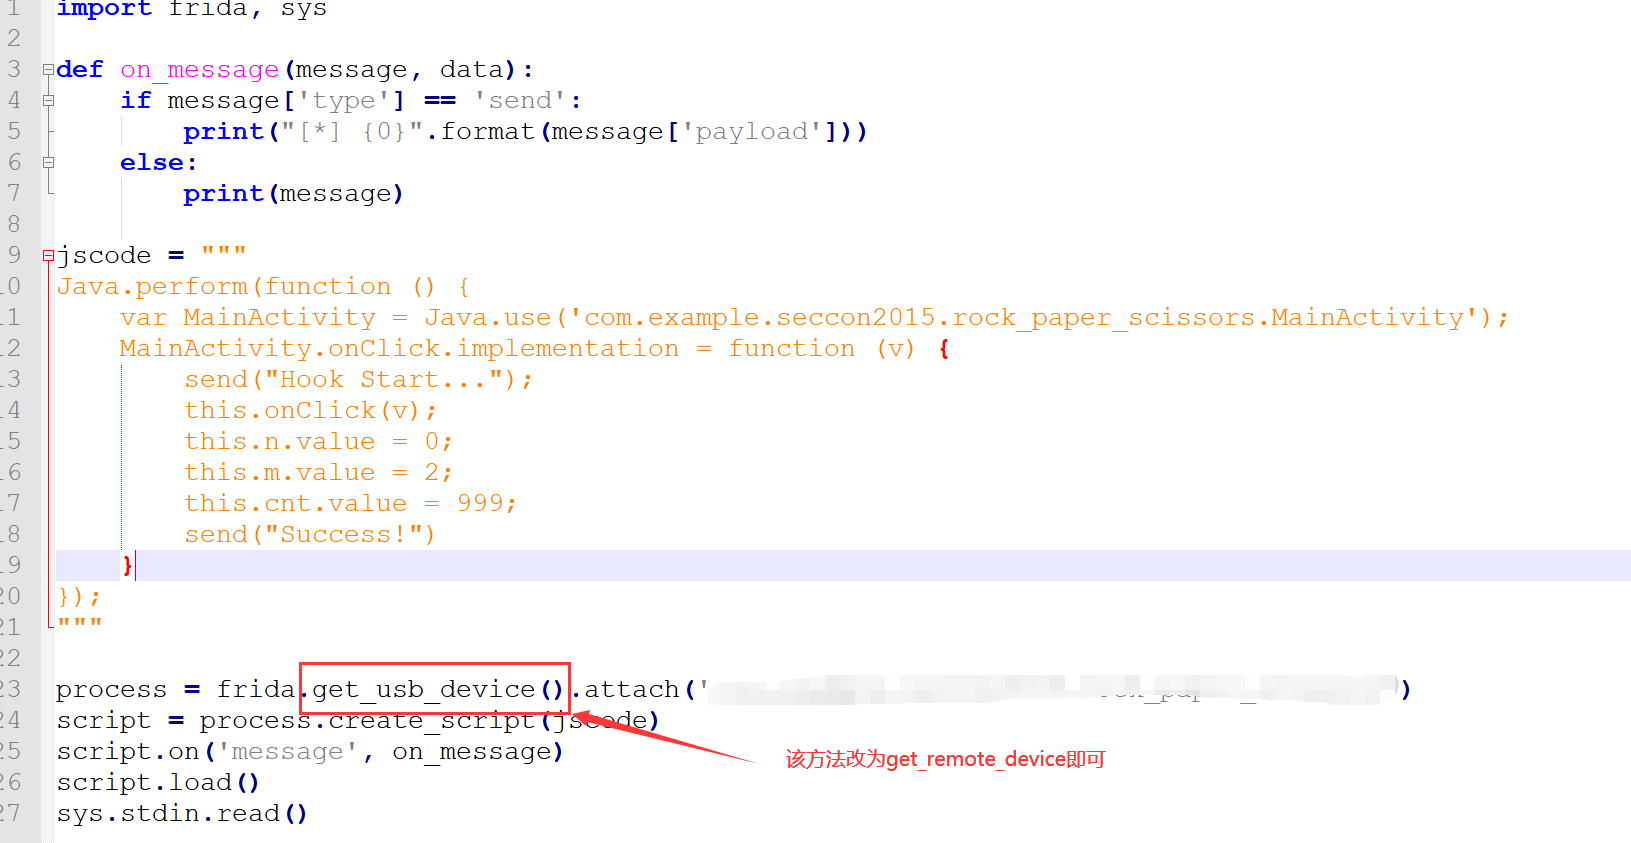 1 import frida, sys
2
3 def on_message(message, data):
4 if message['type'] == 'send':
5 print("[*] {0}".format(message['payload']))
6 else:
7 print(message)
8
9 jscode = """
10 Java.perform(function () {
11 var MainActivity = Java.use('com.example.seccon2015.rock_paper_scissors.MainActivity');
12 MainActivity.onClick.implementation = function (v) {
13 send("Hook Start...");
14 this.onClick(v);
15 this.n.value = 0;
16 this.m.value = 2;
17 this.cnt.value = 999;
18 send("Success!")
19 }
20 });
21 """
22
23 process = frida.get_usb_device().attach(' )
24 script = process.create_script(jscode)
25 script.on('message', on_message)
该方法改为get_remote_device即可
26 script.load()
27 sys.stdin.read()